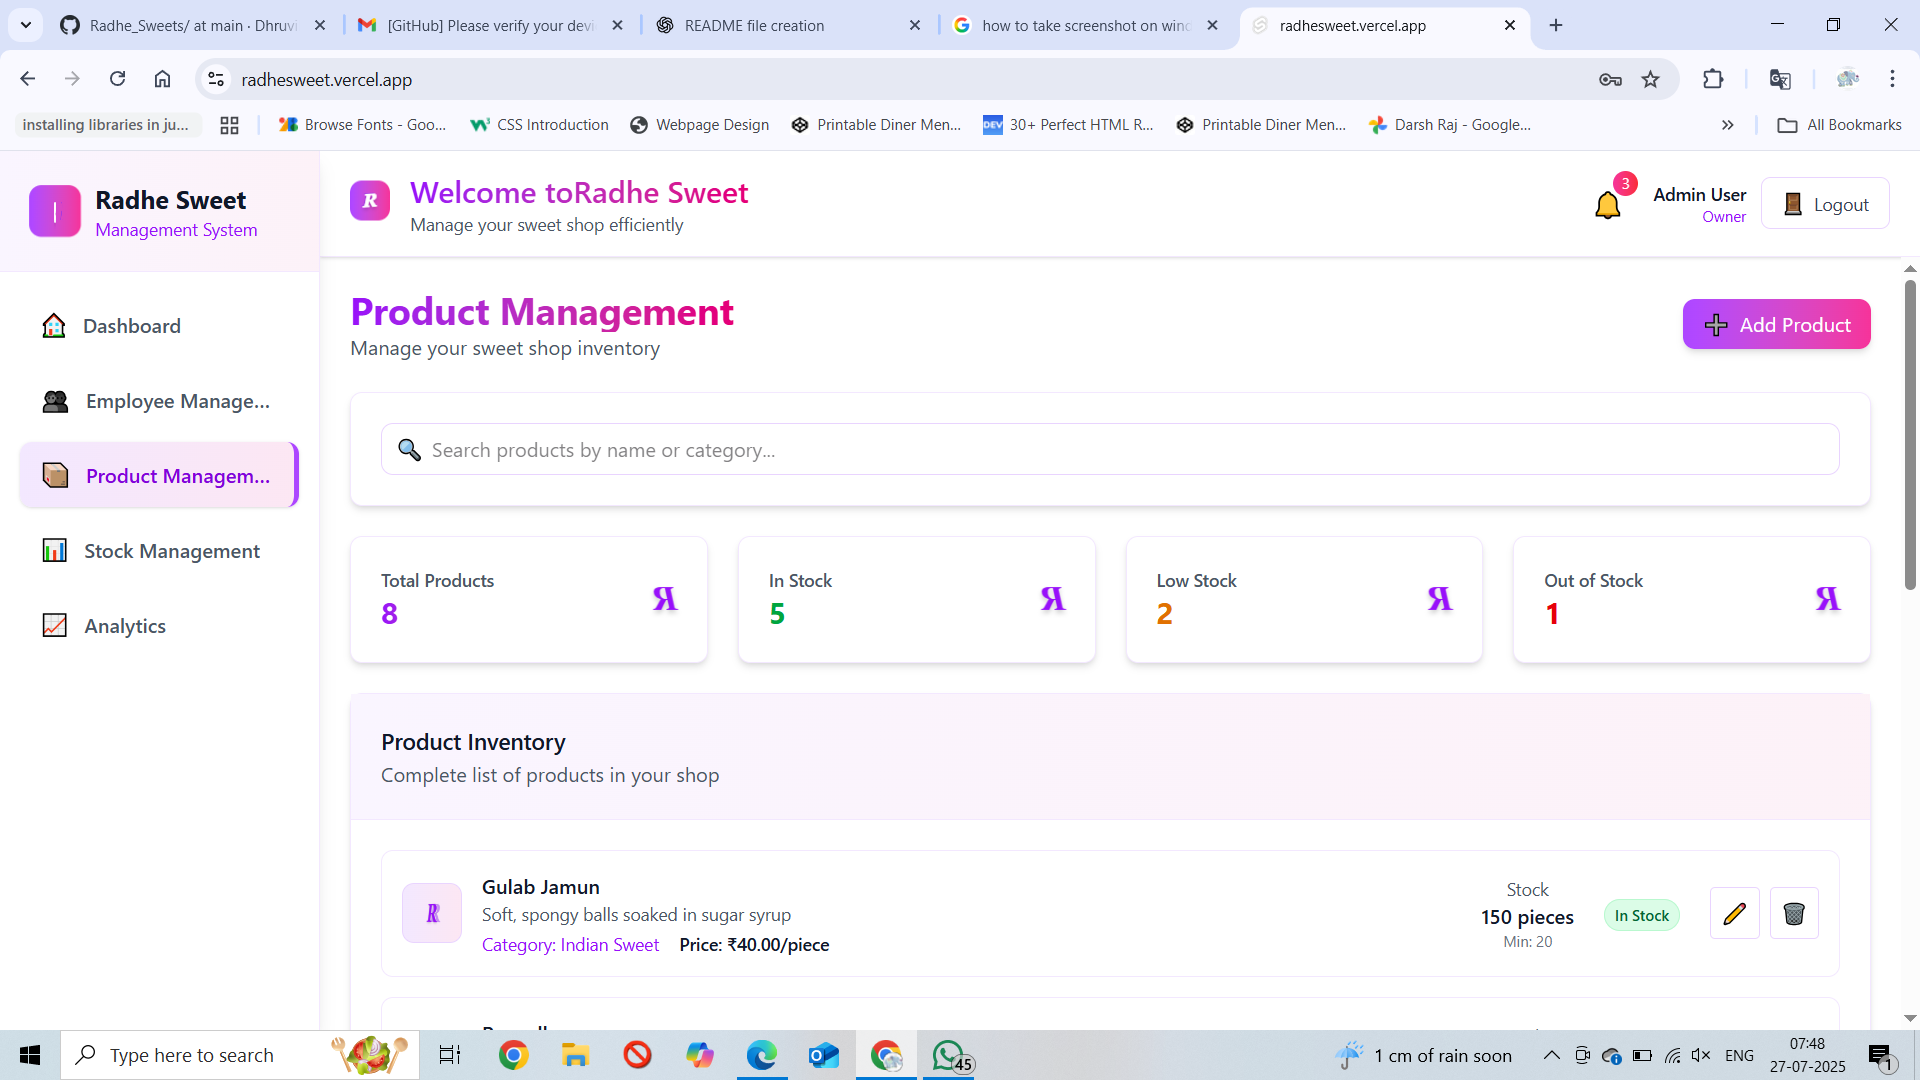 Radhe_Sweets/ at main · Dhruvi
[GitHub] Please verify your devi
README file creation
how to take screenshot on wind
radhesweet.vercel.app
radhesweet.vercel.app
installing libraries in ju...
Browse Fonts - Goo...
CSS Introduction
Webpage Design
Printable Diner Men...
DEV
30+ Perfect HTML R...
Printable Diner Men...
Darsh Raj - Google...
All Bookmarks
Radhe Sweet
Management System
R
Welcome toRadhe Sweet
Manage your sweet shop efficiently
3
Admin User
Owner
Logout
Dashboard
Employee Manage...
Product Managem...
Stock Management
Analytics
Product Management
Manage your sweet shop inventory
Add Product
Search products by name or category...
Total Products
8
In Stock
5
Low Stock
2
Out of Stock
1
Product Inventory
Complete list of products in your shop
R
Gulab Jamun
Soft, spongy balls soaked in sugar syrup
Category: Indian Sweet
Price: ₹40.00/piece
Stock
150 pieces
Min: 20
In Stock
Type here to search
45
1 cm of rain soon
ENG
07:48
27-07-2025
1